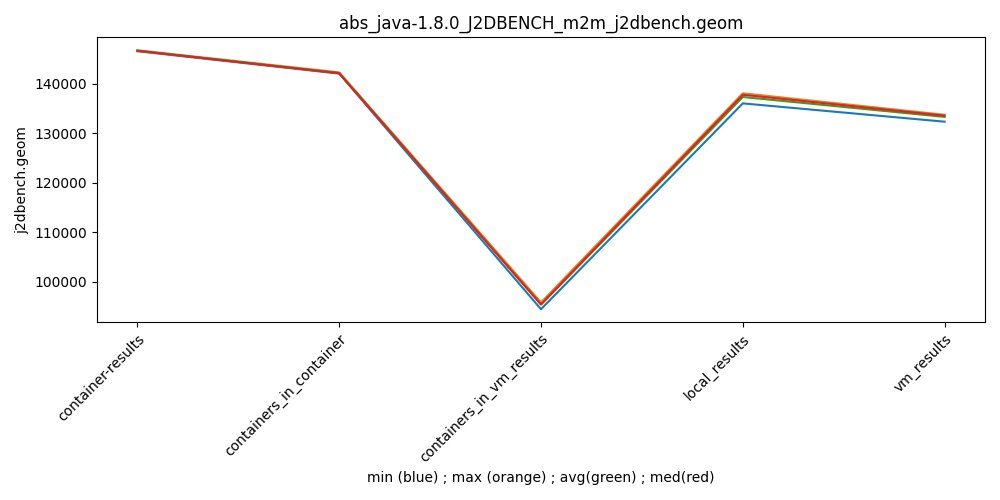 abs_java-1.8.0_J2DBENCH_m2m_j2dbench.geom
j2dbench.geom
140000
130000
120000
110000
100000
container-results
containers_in_container
containers_in_vm_results
local_results
vm_results
min (blue) ; max (orange) ; avg(green) ; med(red)